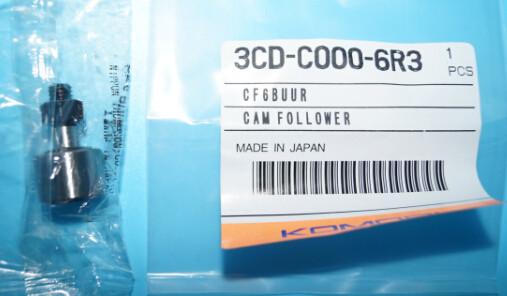 3CD-C000-6R3
1
PCS
CF6BUUR
CAM FOLLOWER
MADE IN JAPAN